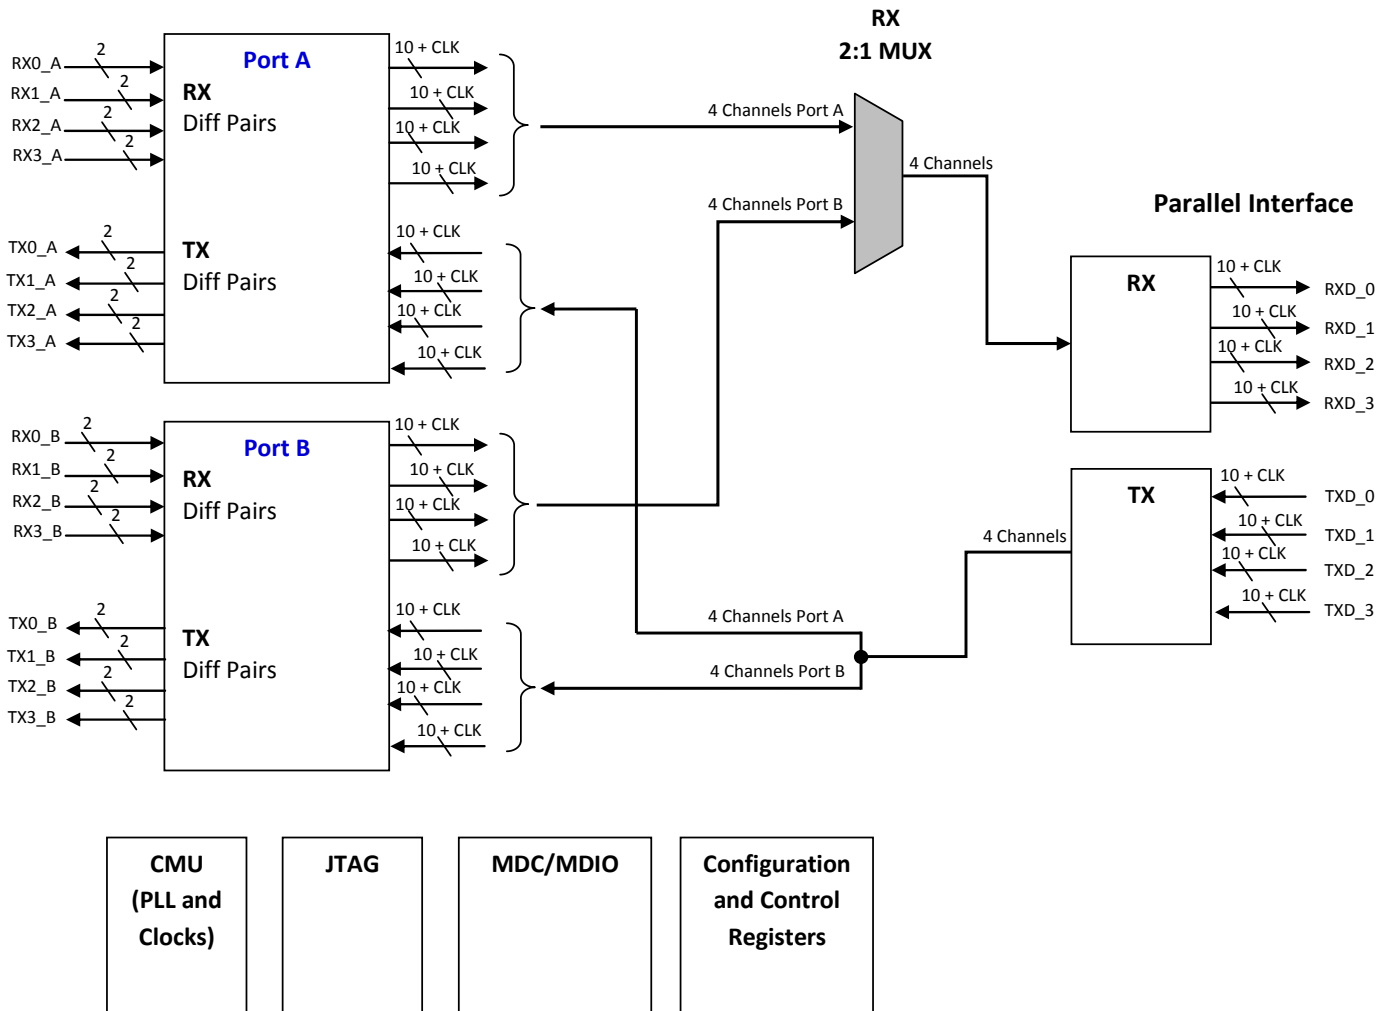 RX
2:1 MUX
Port A
RX
Diff Pairs
TX
Diff Pairs
RX0_A
RX1_A
RX2_A
RX3_A
2
2
2
2
TX0_A
TX1_A
TX2_A
TX3_A
2
2
2
2
10 + CLK
10 + CLK
10 + CLK
10 + CLK
10 + CLK
10 + CLK
10 + CLK
10 + CLK
4 Channels Port A
4 Channels Port B
4 Channels
Parallel Interface
RX
10 + CLK
10 + CLK
10 + CLK
10 + CLK
RXD_0
RXD_1
RXD_2
RXD_3
Port B
RX
Diff Pairs
TX
Diff Pairs
RX0_B
RX1_B
RX2_B
RX3_B
2
2
2
2
TX0_B
TX1_B
TX2_B
TX3_B
2
2
2
2
10 + CLK
10 + CLK
10 + CLK
10 + CLK
10 + CLK
10 + CLK
10 + CLK
10 + CLK
4 Channels Port A
4 Channels Port B
4 Channels
TX
10 + CLK
10 + CLK
10 + CLK
10 + CLK
TXD_0
TXD_1
TXD_2
TXD_3
CMU
(PLL and
Clocks)
JTAG
MDC/MDIO
Configuration
and Control
Registers